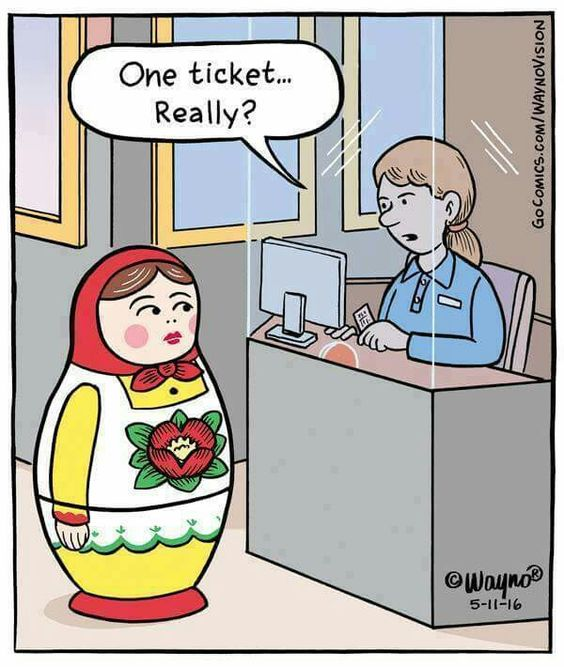 One ticket...
Really?
GoComics.com/WaynoVision
©Wayno®
5-11-16